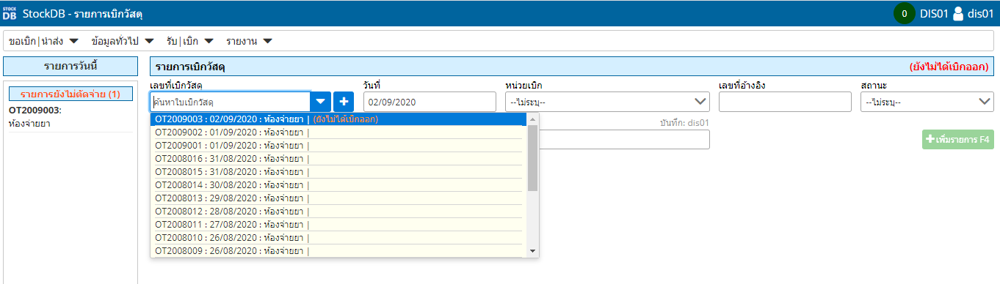 STOCK DB StockDB - รายการเบิกวัสดุ 0 DIS01 dis01
ขอเบิก|นำส่ง ข้อมูลทั่วไป รับ|เบิก รายงาน
รายการวันนี้
รายการยังไม่ตัดจ่าย (1)
OT2009003:
ห้องจ่ายยา
รายการเบิกวัสดุ (ยังไม่ได้เบิกออก)
เลขที่เบิกวัสดุ วันที่ หน่วยเบิก เลขที่อ้างอิง สถานะ
ค้นหาใบเบิกวัสดุ 02/09/2020 --ไม่ระบุ-- --ไม่ระบุ--
OT2009003 : 02/09/2020 : ห้องจ่ายยา | (ยังไม่ได้เบิกออก)
OT2009002 : 01/09/2020 : ห้องจ่ายยา |
OT2009001 : 01/09/2020 : ห้องจ่ายยา |
OT2008016 : 31/08/2020 : ห้องจ่ายยา |
OT2008015 : 31/08/2020 : ห้องจ่ายยา |
OT2008014 : 30/08/2020 : ห้องจ่ายยา |
OT2008013 : 29/08/2020 : ห้องจ่ายยา |
OT2008012 : 28/08/2020 : ห้องจ่ายยา |
OT2008011 : 27/08/2020 : ห้องจ่ายยา |
OT2008010 : 26/08/2020 : ห้องจ่ายยา |
OT2008009 : 26/08/2020 : ห้องจ่ายยา |
บันทึก: dis01
เพิ่มรายการ F4